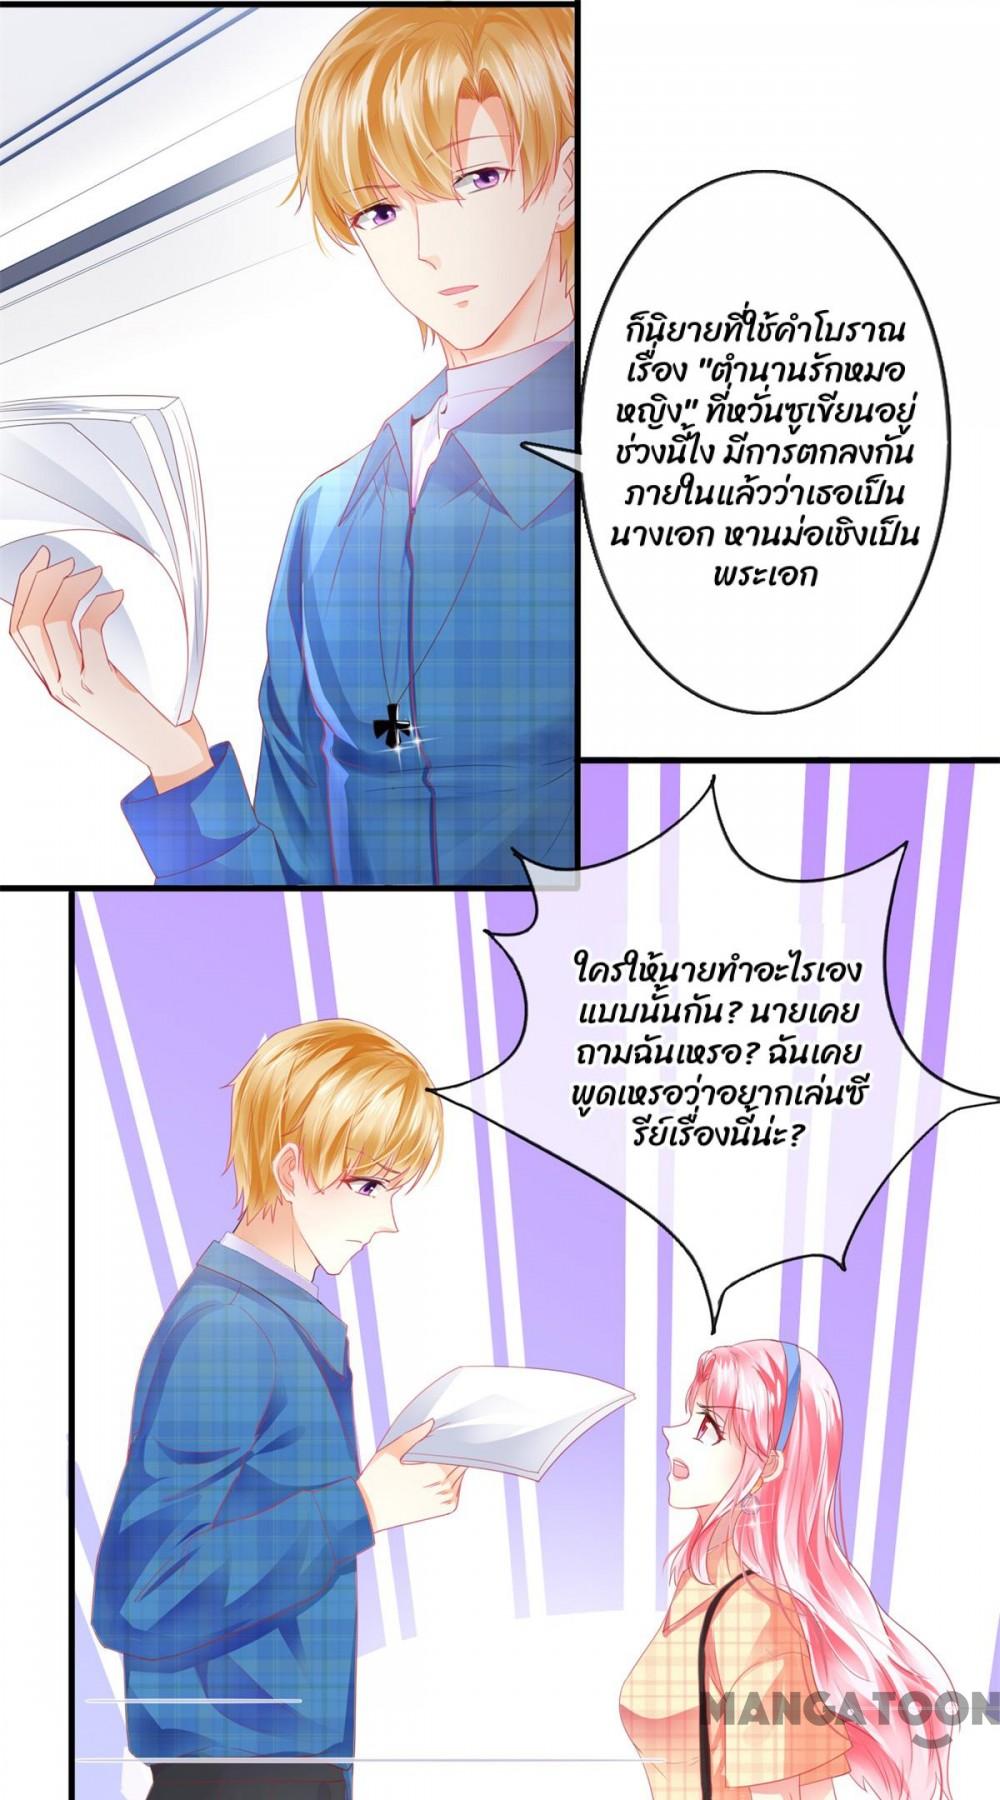 ก็นิยายที่ใช้คำโบราณ
เรื่อง "ตำนานรักหมอ
หญิง" ที่หวั่นซูเขียนอยู่
ช่วงนี้ไง มีการตกลงกัน
ภายในแล้วว่าเธอเป็น
นางเอก หานม่อเชิงเป็น
พระเอก
ใครให้นายทำอะไรเอง
แบบนั้นกัน? นายเคย
ถามฉันเหรอ? ฉันเคย
พูดเหรอว่าอยากเล่นซี
รีย์เรื่องนี้น่ะ?
MANGATOON